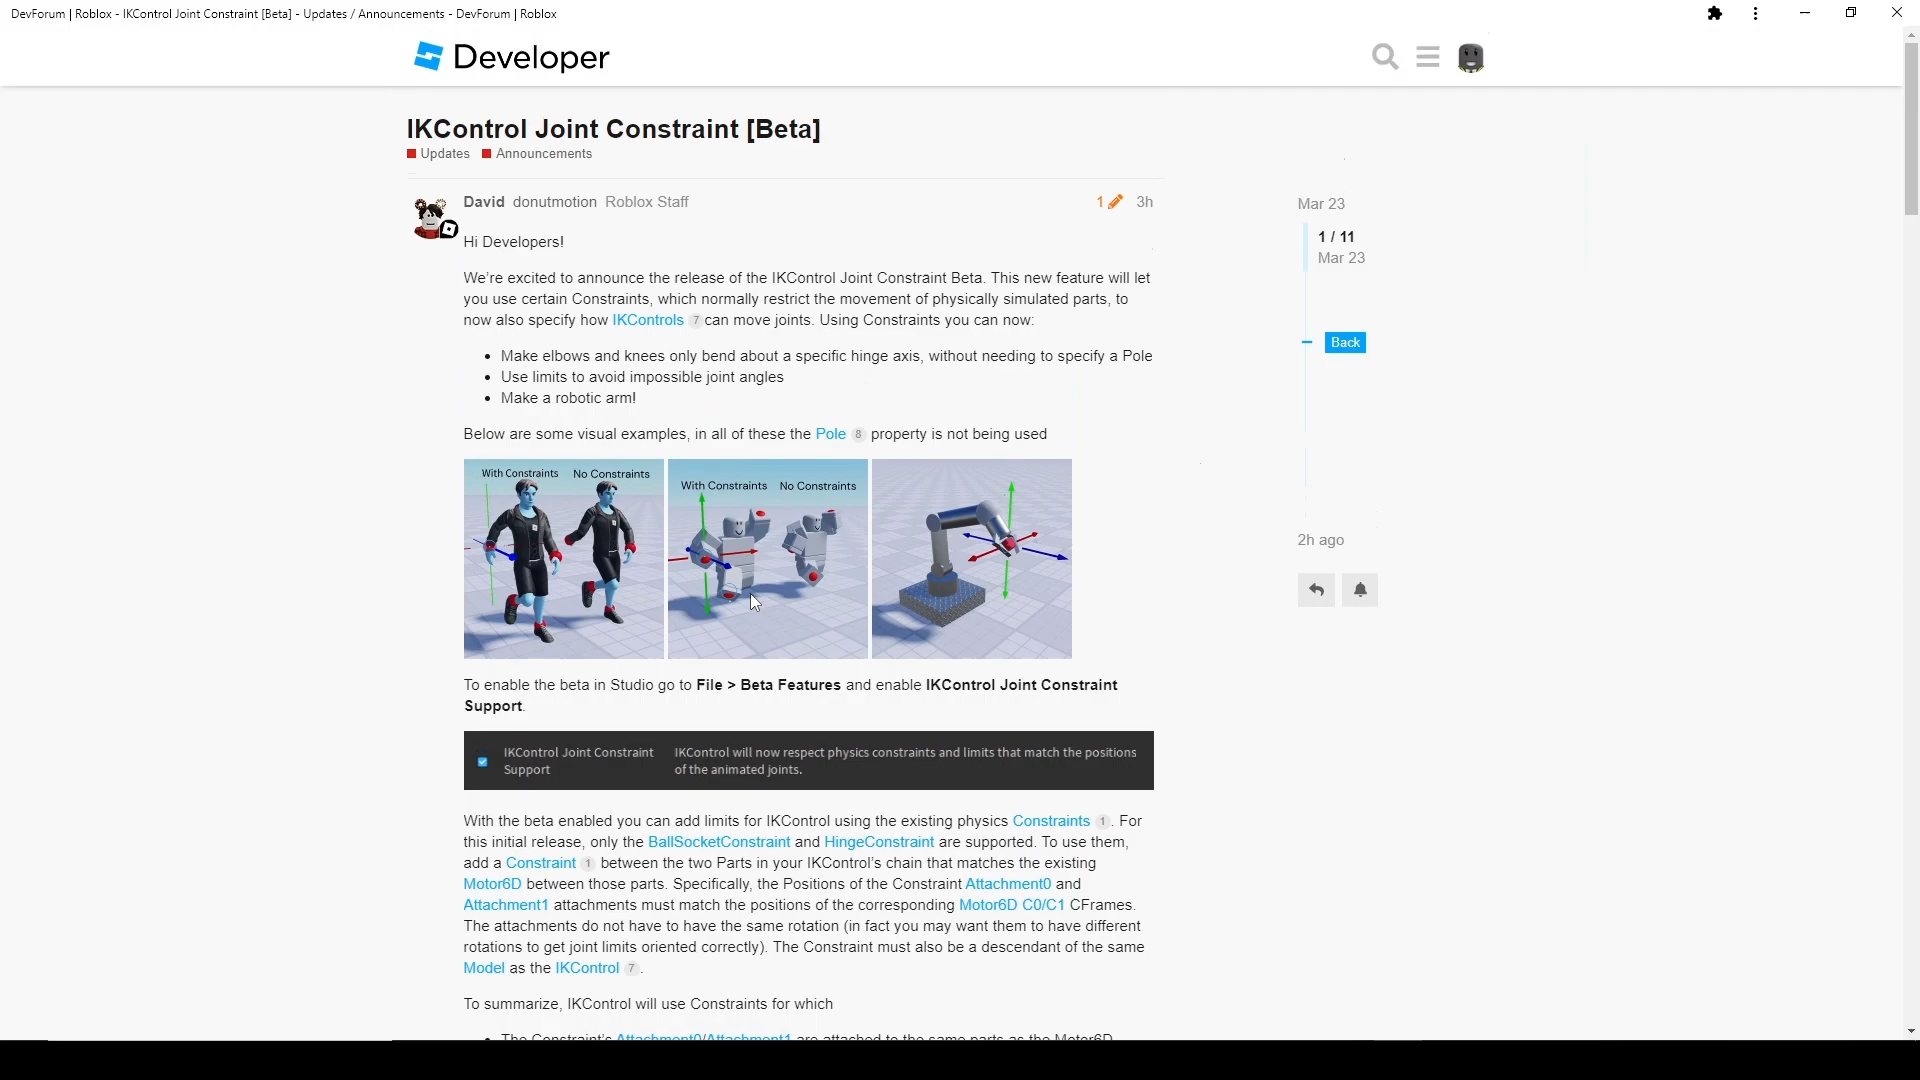 DevForum | Roblox - IKControl Joint Constraint [Beta] - Updates / Announcements - DevForum | Roblox
Developer
IKControl Joint Constraint [Beta]
Updates Announcements
David donutmotion Roblox Staff 1 3h
Hi Developers!
We're excited to announce the release of the IKControl Joint Constraint Beta. This new feature will let
you use certain Constraints, which normally restrict the movement of physically simulated parts, to
now also specify how IKControls 7 can move joints. Using Constraints you can now:
• Make elbows and knees only bend about a specific hinge axis, without needing to specify a Pole
• Use limits to avoid impossible joint angles
• Make a robotic arm!
Below are some visual examples, in all of these the Pole 8 property is not being used
With Constraints No Constraints
With Constraints No Constraints
To enable the beta in Studio go to File > Beta Features and enable IKControl Joint Constraint
Support.
IKControl Joint Constraint
Support
IKControl will now respect physics constraints and limits that match the positions
of the animated joints.
With the beta enabled you can add limits for IKControl using the existing physics Constraints 1 . For
this initial release, only the BallSocketConstraint and HingeConstraint are supported. To use them,
add a Constraint 1 between the two Parts in your IKControl's chain that matches the existing
Motor6D between those parts. Specifically, the Positions of the Constraint Attachment0 and
Attachment1 attachments must match the positions of the corresponding Motor6D C0/C1 CFrames.
The attachments do not have to have the same rotation (in fact you may want them to have different
rotations to get joint limits oriented correctly). The Constraint must also be a descendant of the same
Model as the IKControl 7 .
To summarize, IKControl will use Constraints for which
• The Constraint's Attachment0/Attachment1 are attached to the same parts as the Motor6D
Mar 23
1 / 11
Mar 23
Back
2h ago